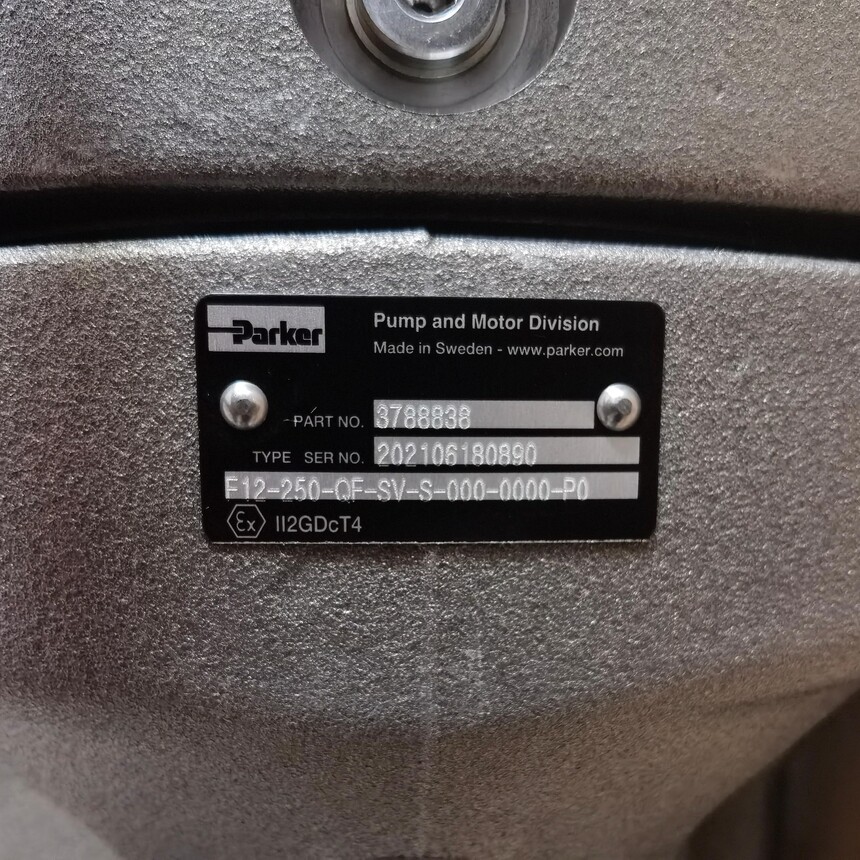 Parker
Pump and Motor Division
Made in Sweden - www.parker.com
PART NO. 3788838
TYPE SER NO. 202106180890
F12-250-QF-SV-S-000-0000-P0
Ex II2GDcT4